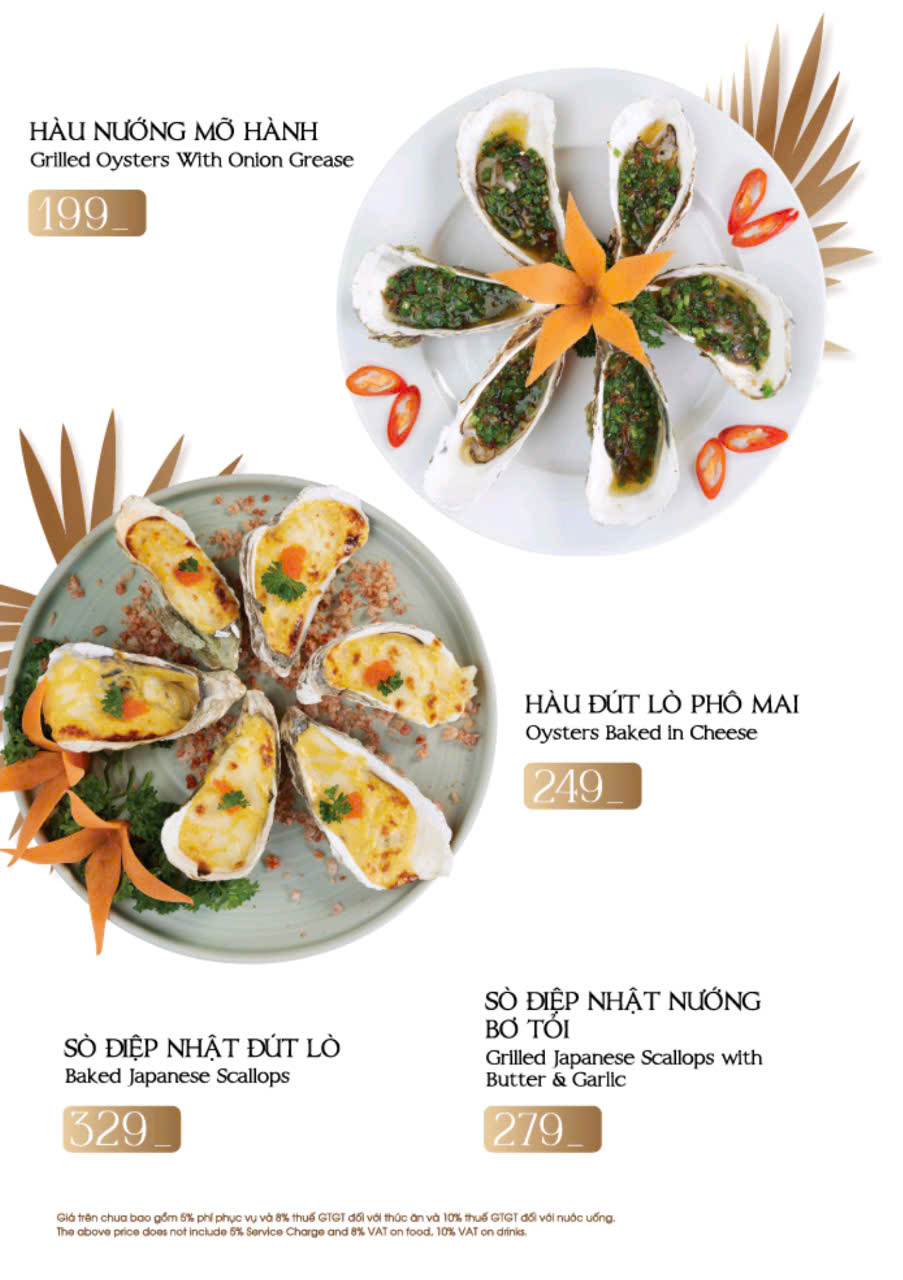 HÀU NƯỚNG MỠ HÀNH
Grilled Oysters With Onion Grease
199_
HÀU ĐÚT LÒ PHÔ MAI
Oysters Baked in Cheese
249_
SÒ ĐIỆP NHẬT ĐÚT LÒ
Baked Japanese Scallops
329_
SÒ ĐIỆP NHẬT NƯỚNG
BƠ TỎI
Grilled Japanese Scallops with
Butter & Garlic
279_
Giá trên chưa bao gồm 5% phí phục vụ và 8% thuế GTGT đối với thức ăn và 10% thuế GTGT đối với nước uống.
The above price does not include 5% Service Charge and 8% VAT on food, 10% VAT on drinks.